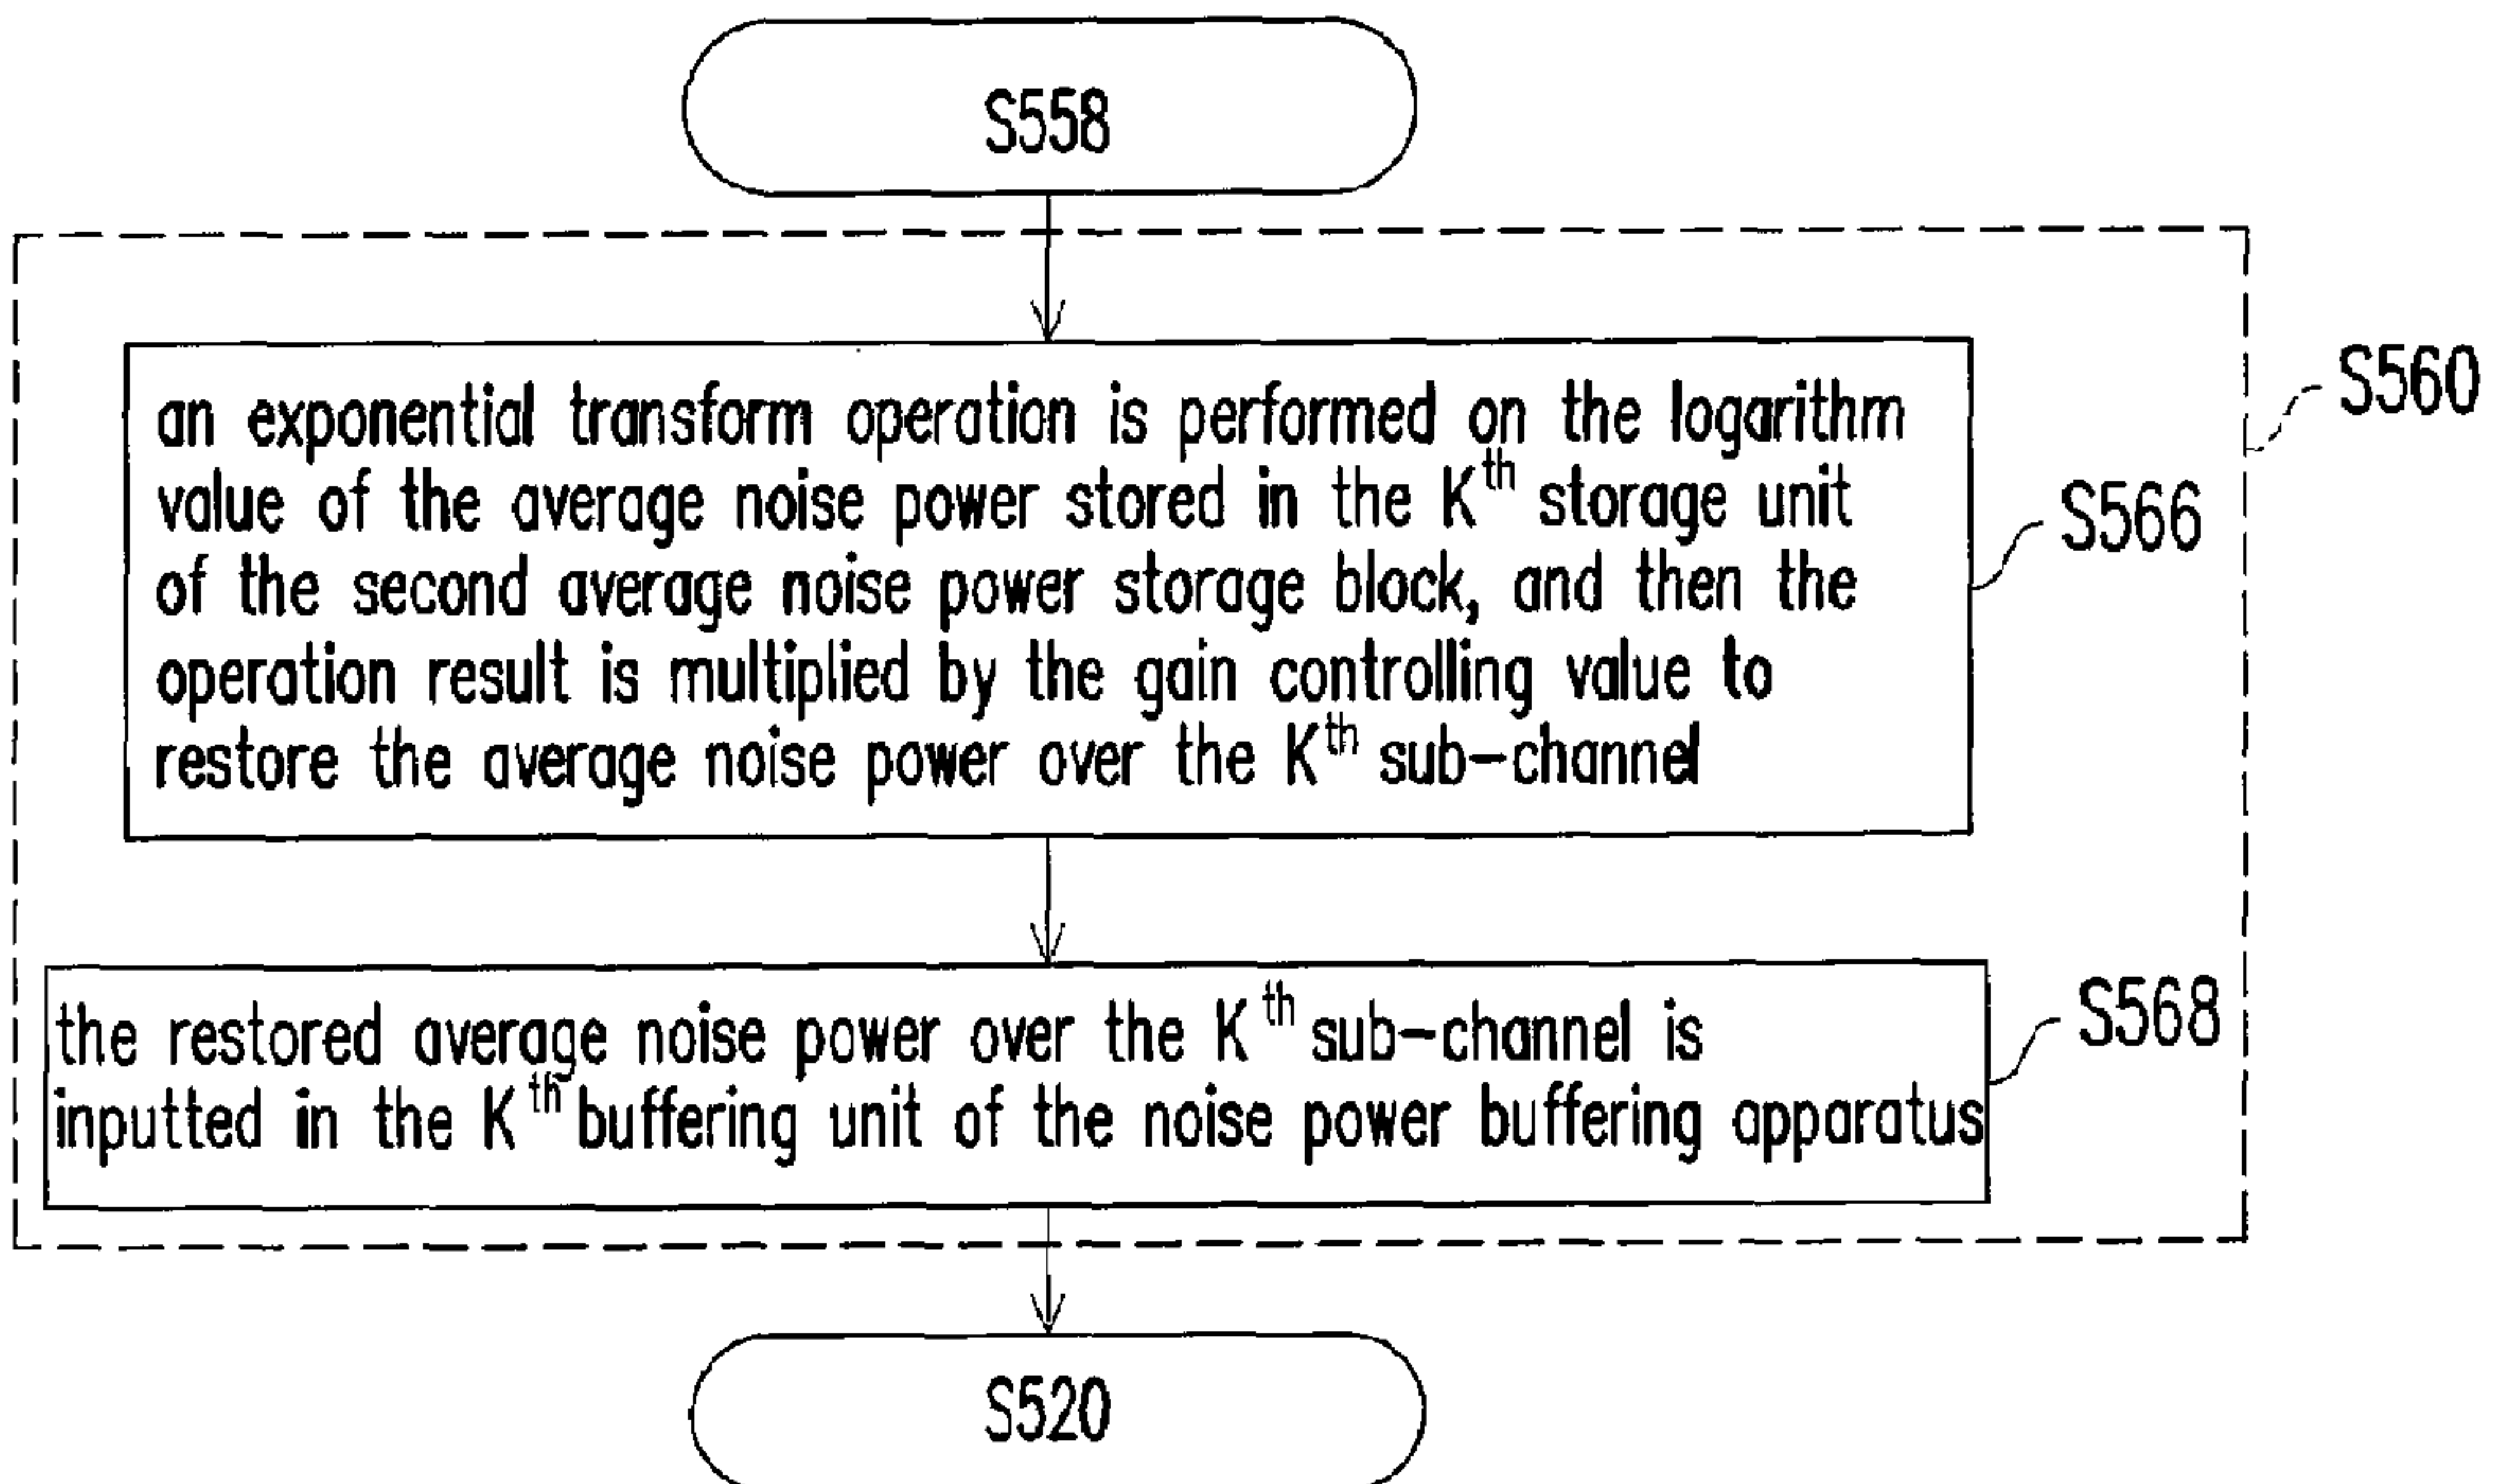 S558
S560
an exponential transform operation is performed on the logarithm
value of the average noise power stored in the Kth storage unit
of the second average noise power storage block, and then the
operation result is multiplied by the gain controlling value to
restore the average noise power over the Kth sub-channel
S566
the restored average noise power over the Kth sub-channel is
inputted in the Kth buffering unit of the noise power buffering apparatus
S568
S520